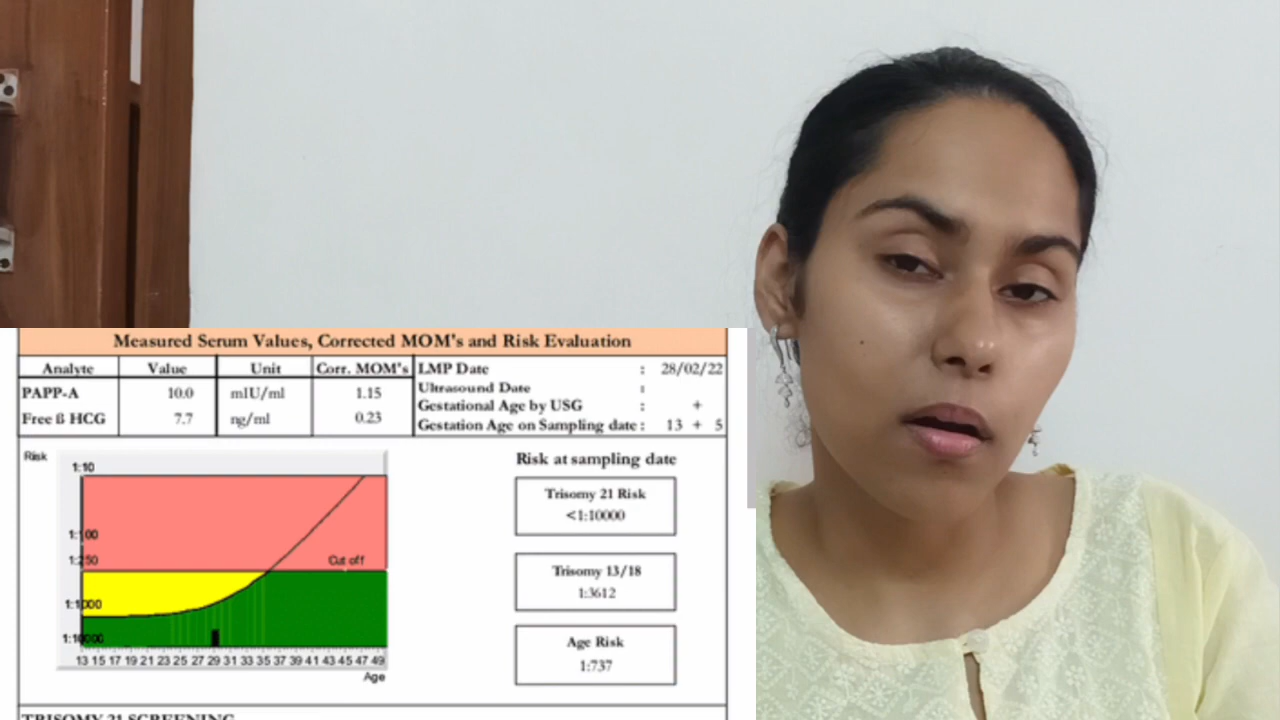 Measured Serum Values, Corrected MOM's and Risk Evaluation
Analyte Value Unit Corr. MOM's
PAPP-A 10.0 mIU/ml 1.15
Free ß HCG 7.7 ng/ml 0.23
LMP Date : 28/02/22
Ultrasound Date :
Gestational Age by USG : +
Gestation Age on Sampling date : 13 + 5
Risk
1:10
1:100
1:250
Cut off
1:1000
1:10000
13 15 17 19 21 23 25 27 29 31 33 35 37 39 41 43 45 47 49
Age
Risk at sampling date
Trisomy 21 Risk
<1:10000
Trisomy 13/18
1:3612
Age Risk
1:737
TRISOMY 21 SCREENING